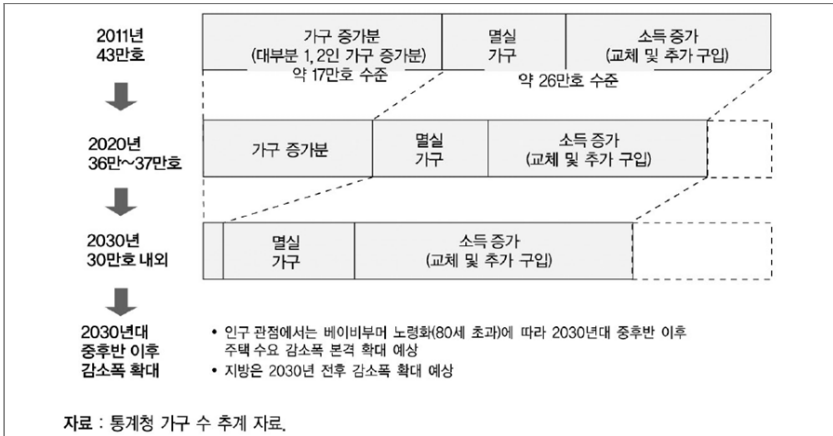 2011년
43만호
가구 증가분
(대부분 1, 2인 가구 증가분)
약 17만호 수준
멸실
가구
소득 증가
(교체 및 추가 구입)
약 26만호 수준
2020년
36만~37만호
가구 증가분
멸실
가구
소득 증가
(교체 및 추가 구입)
2030년
30만호 내외
멸실
가구
소득 증가
(교체 및 추가 구입)
2030년대
중후반 이후
감소폭 확대
• 인구 관점에서는 베이비부머 노령화(80세 초과)에 따라 2030년대 중후반 이후
주택 수요 감소폭 본격 확대 예상
• 지방은 2030년 전후 감소폭 확대 예상
자료 : 통계청 가구 수 추계 자료.